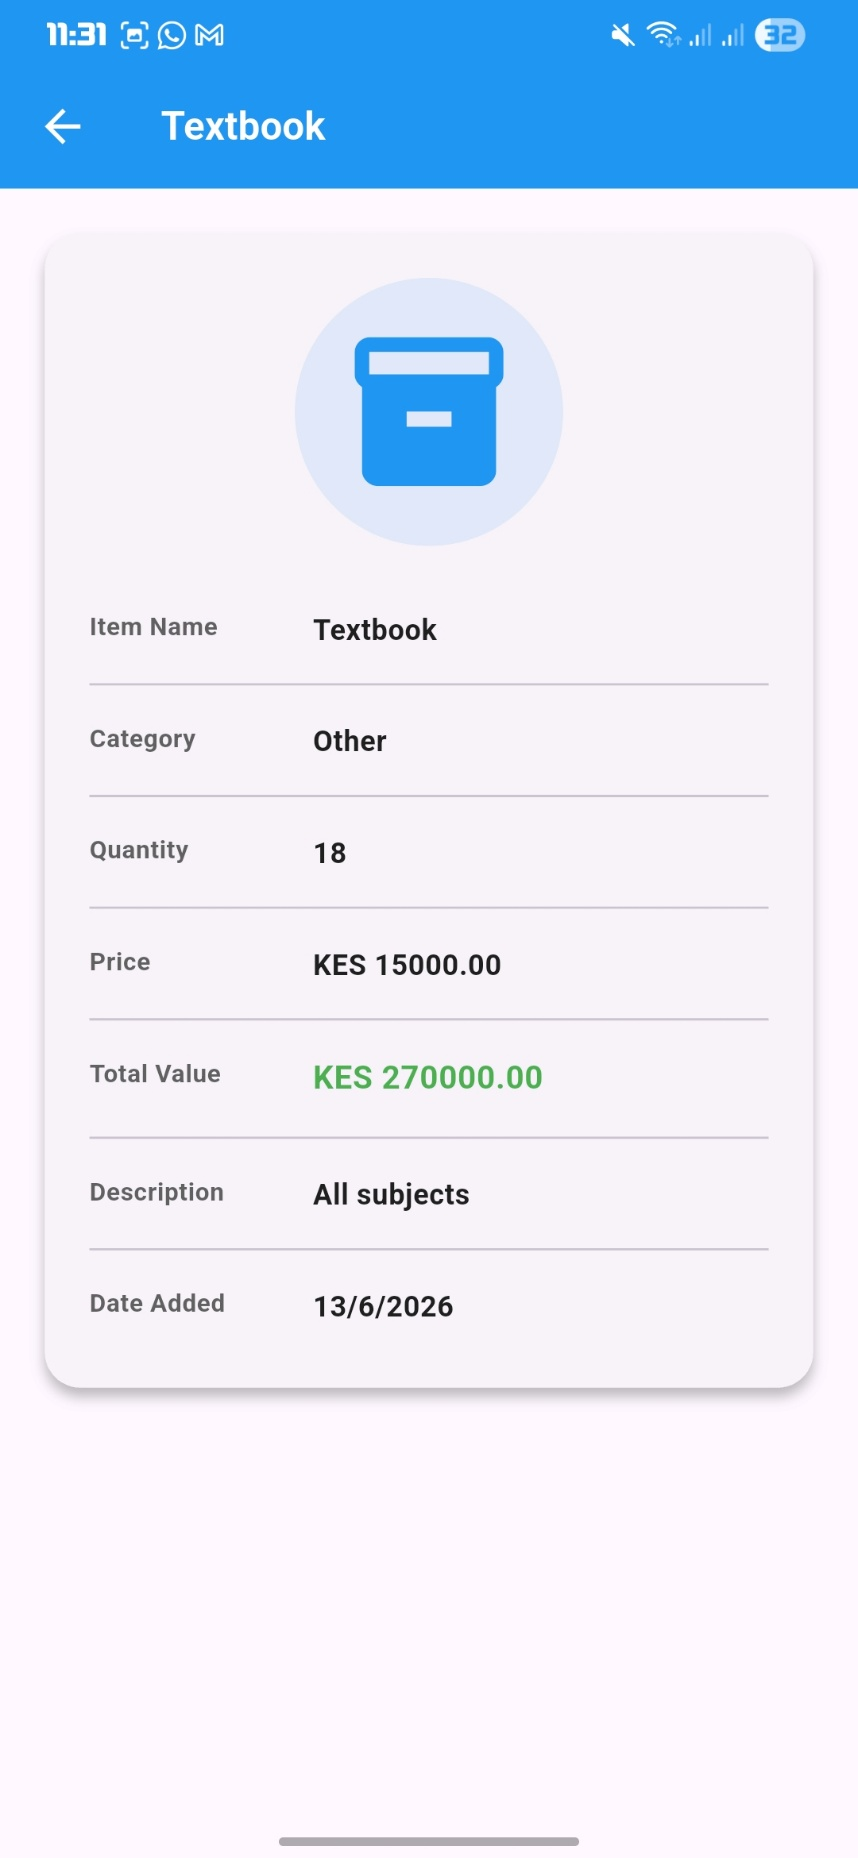 11:31
32
Textbook
Item Name Textbook
Category Other
Quantity 18
Price KES 15000.00
Total Value KES 270000.00
Description All subjects
Date Added 13/6/2026